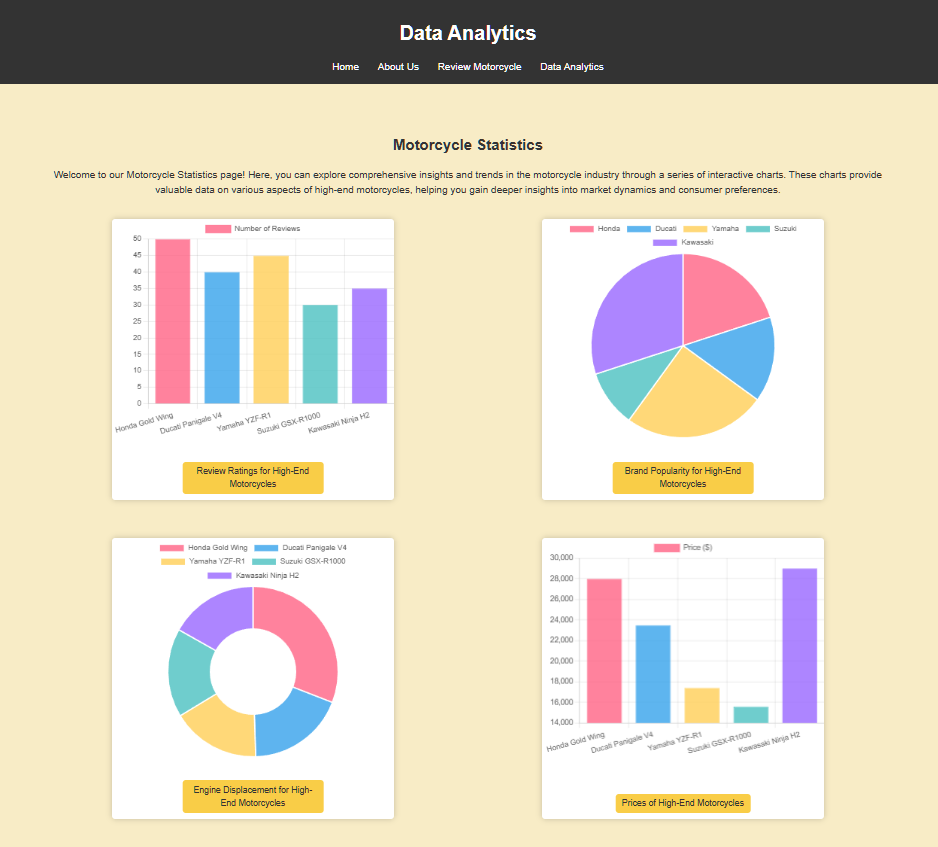 Data Analytics
Home About Us Review Motorcycle Data Analytics
Motorcycle Statistics
Welcome to our Motorcycle Statistics page! Here, you can explore comprehensive insights and trends in the motorcycle industry through a series of interactive charts. These charts provide
valuable data on various aspects of high-end motorcycles, helping you gain deeper insights into market dynamics and consumer preferences.
Number of Reviews
50
45
40
35
30
25
20
15
10
5
0
Honda Gold Wing
Ducati Panigale V4
Yamaha YZF-R1
Suzuki GSX-R1000
Kawasaki Ninja H2
Review Ratings for High-End
Motorcycles
Honda Ducati Yamaha Suzuki
Kawasaki
Brand Popularity for High-End
Motorcycles
Honda Gold Wing Ducati Panigale V4
Yamaha YZF-R1 Suzuki GSX-R1000
Kawasaki Ninja H2
Engine Displacement for High-
End Motorcycles
Price ($)
30,000
28,000
26,000
24,000
22,000
20,000
18,000
16,000
14,000
Honda Gold Wing
Ducati Panigale V4
Yamaha YZF-R1
Suzuki GSX-R1000
Kawasaki Ninja H2
Prices of High-End Motorcycles